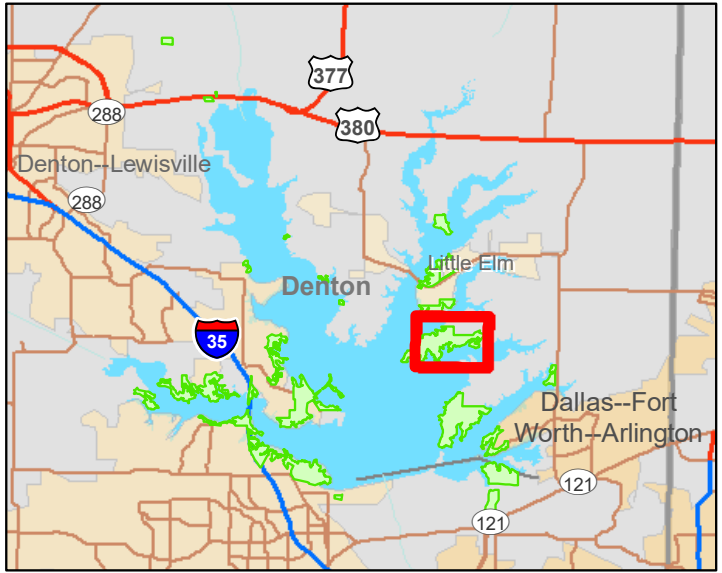 377
288
380
Denton--Lewisville
288
Little Elm
Denton
35
Dallas--Fort
Worth--Arlington
121
121